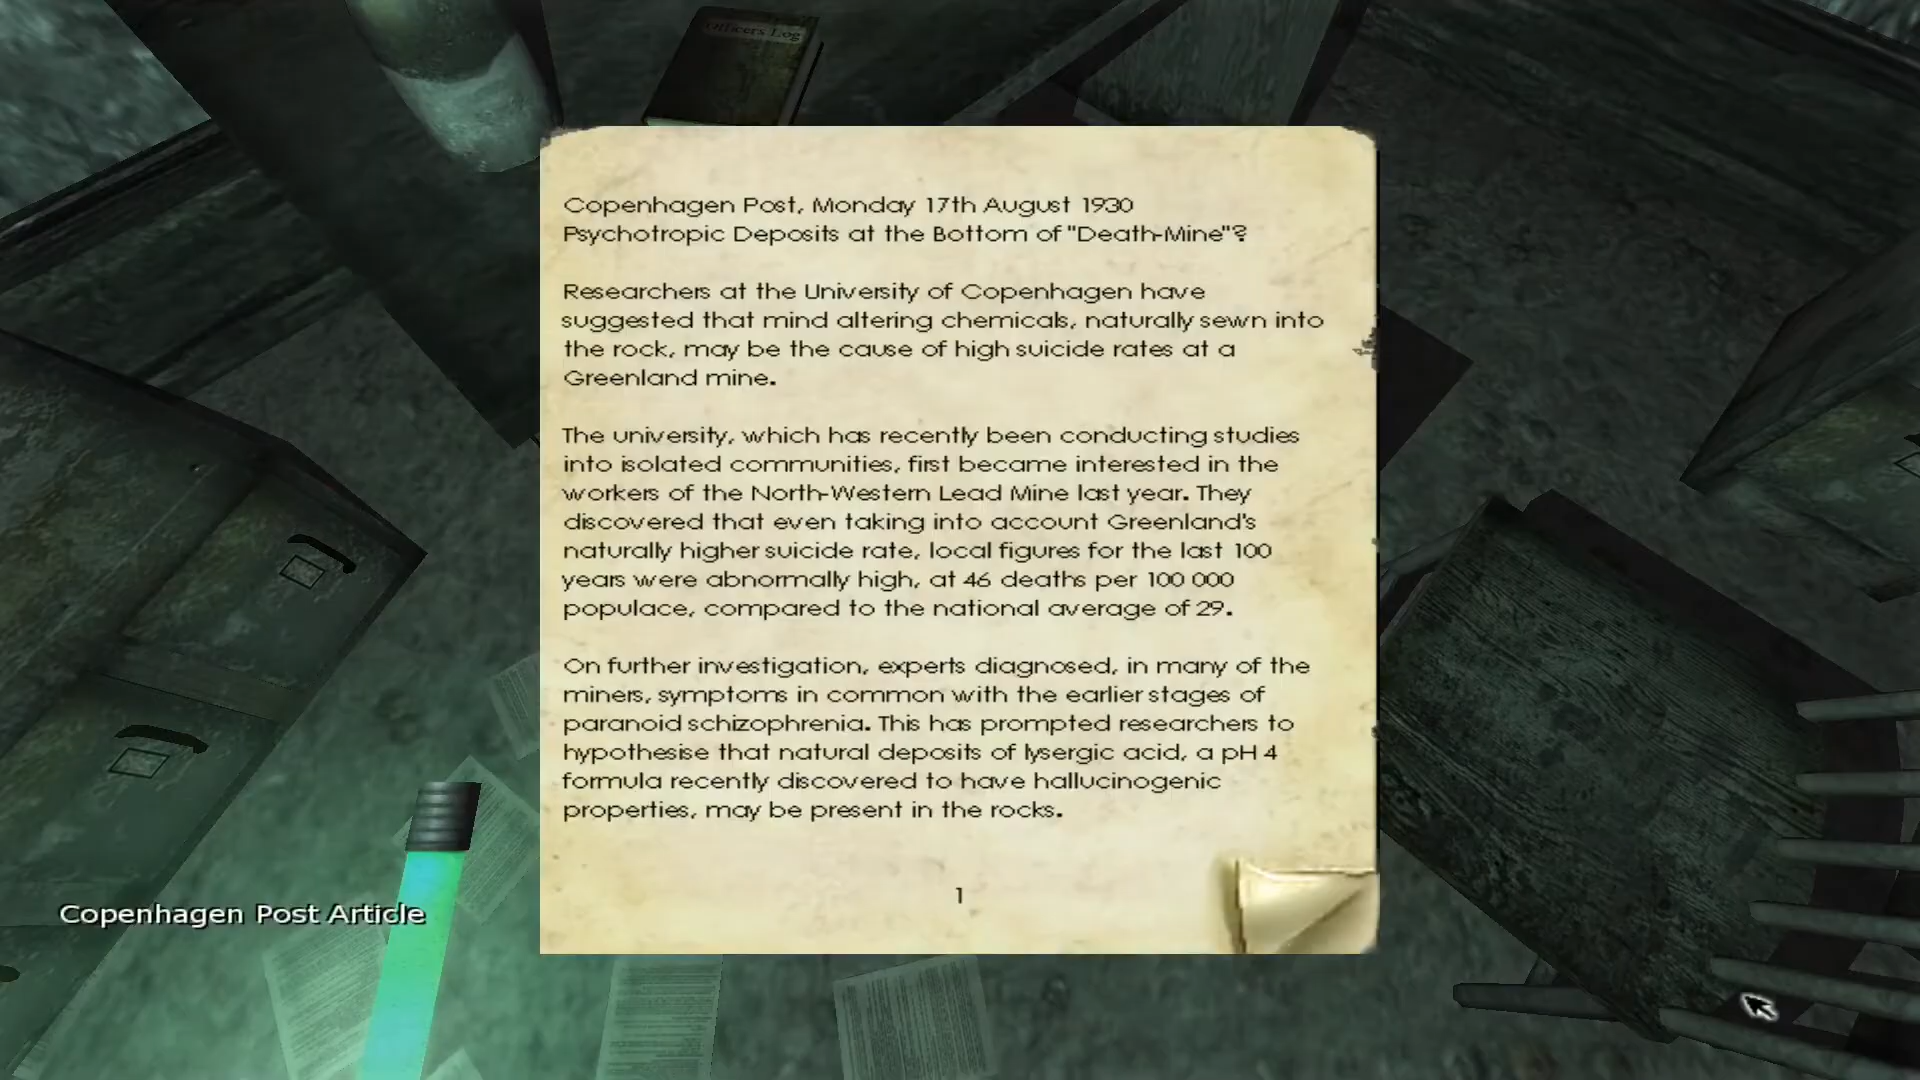 Officers Log
Copenhagen Post, Monday 17th August 1930
Psychotropic Deposits at the Bottom of "Death-Mine"?
Researchers at the University of Copenhagen have
suggested that mind altering chemicals, naturally sewn into
the rock, may be the cause of high suicide rates at a
Greenland mine.
The university, which has recently been conducting studies
into isolated communities, first became interested in the
workers of the North-Western Lead Mine last year. They
discovered that even taking into account Greenland's
naturally higher suicide rate, local figures for the last 100
years were abnormally high, at 46 deaths per 100 000
populace, compared to the national average of 29.
On further investigation, experts diagnosed, in many of the
miners, symptoms in common with the earlier stages of
paranoid schizophrenia. This has prompted researchers to
hypothesise that natural deposits of lysergic acid, a pH 4
formula recently discovered to have hallucinogenic
properties, may be present in the rocks.
1
Copenhagen Post Article